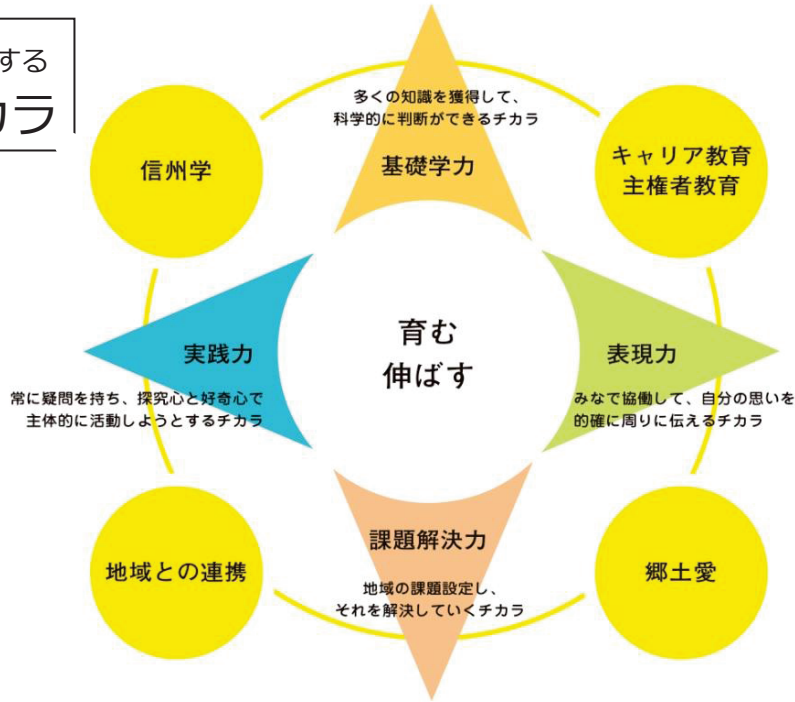 する
カラ
多くの知識を獲得して、
科学的に判断ができるチカラ
基礎学力
信州学
キャリア教育
主権者教育
育む
伸ばす
実践力
常に疑問を持ち、探究心と好奇心で
主体的に活動しようとするチカラ
表現力
みなで協働して、自分の思いを
的確に周りに伝えるチカラ
課題解決力
地域の課題設定し、
それを解決していくチカラ
地域との連携
郷土愛